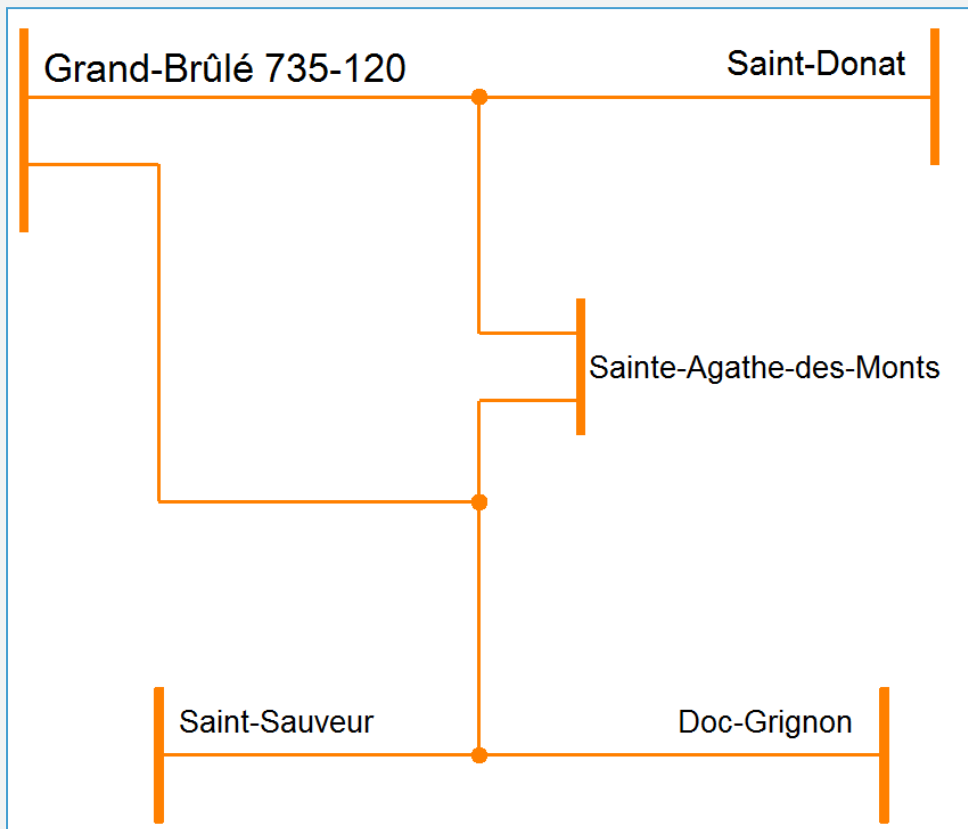 Grand-Brûlé 735-120
Saint-Donat
Sainte-Agathe-des-Monts
Saint-Sauveur
Doc-Grignon